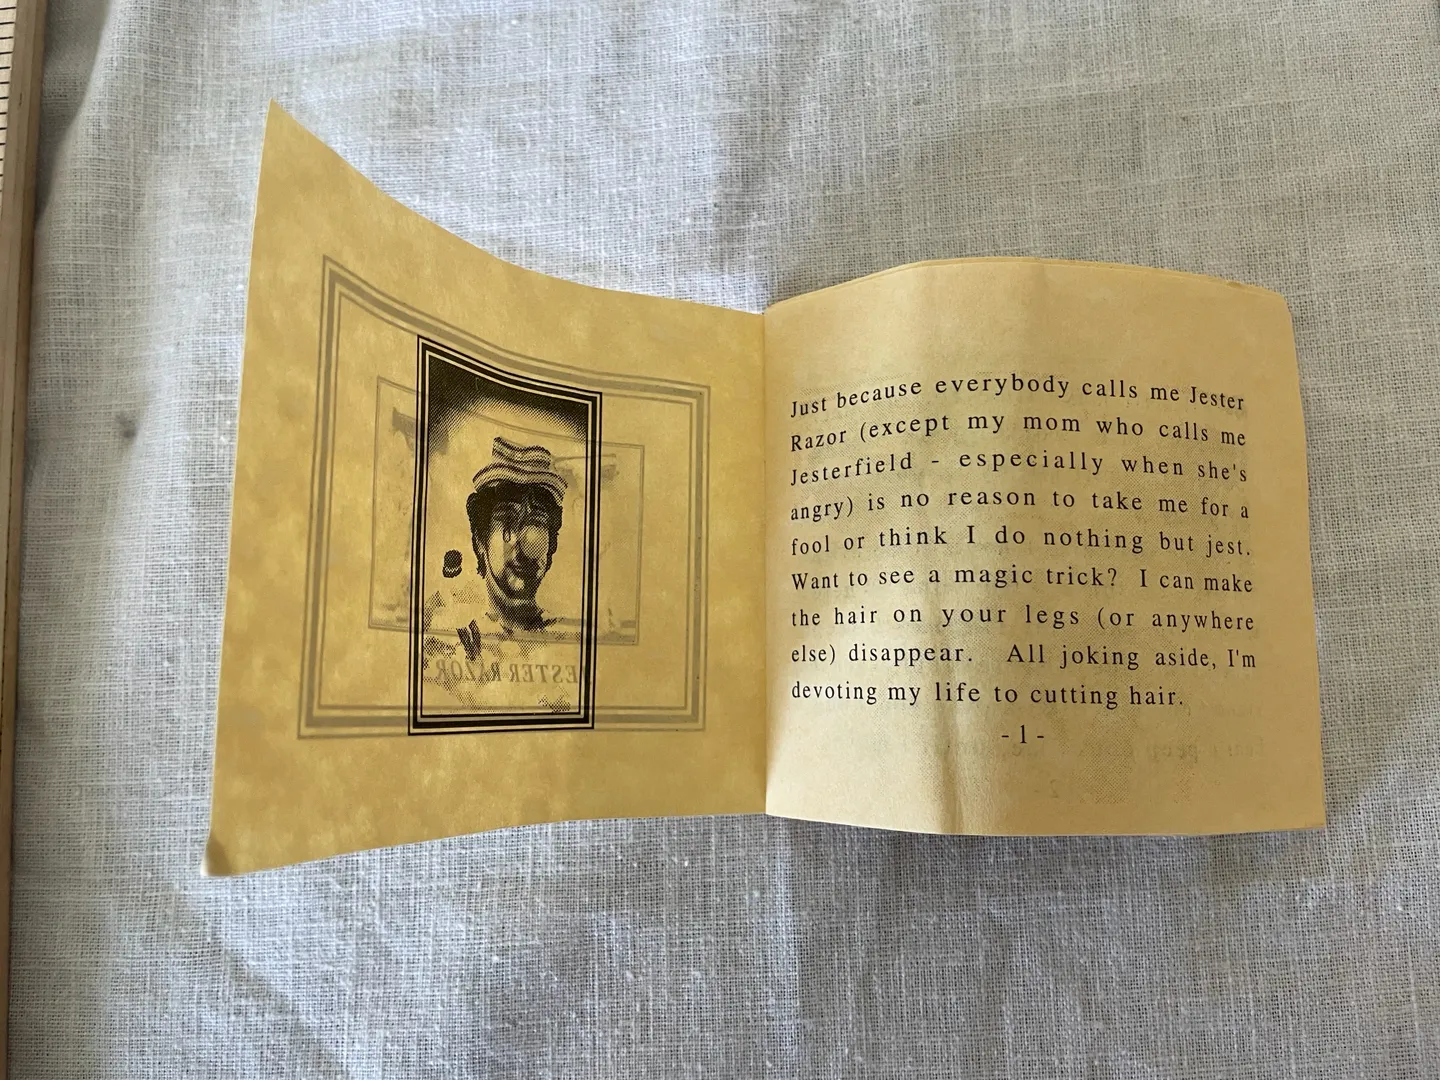 JESTER RAZOR
Just because everybody calls me Jester
Razor (except my mom who calls me
Jesterfield - especially when she's
angry) is no reason to take me for a
fool or think I do nothing but jest.
Want to see a magic trick? I can make
the hair on your legs (or anywhere
else) disappear. All joking aside, I'm
devoting my life to cutting hair.
- 1 -